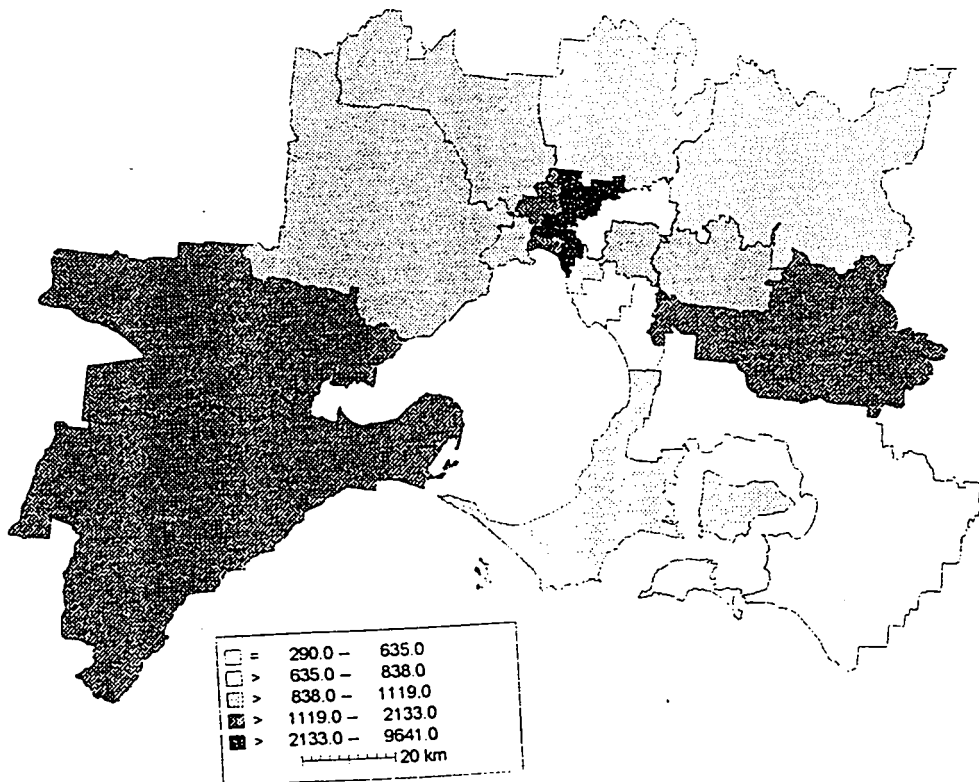 = 290.0 – 635.0
> 635.0 – 838.0
> 838.0 – 1119.0
> 1119.0 – 2133.0
> 2133.0 – 9641.0
20 km